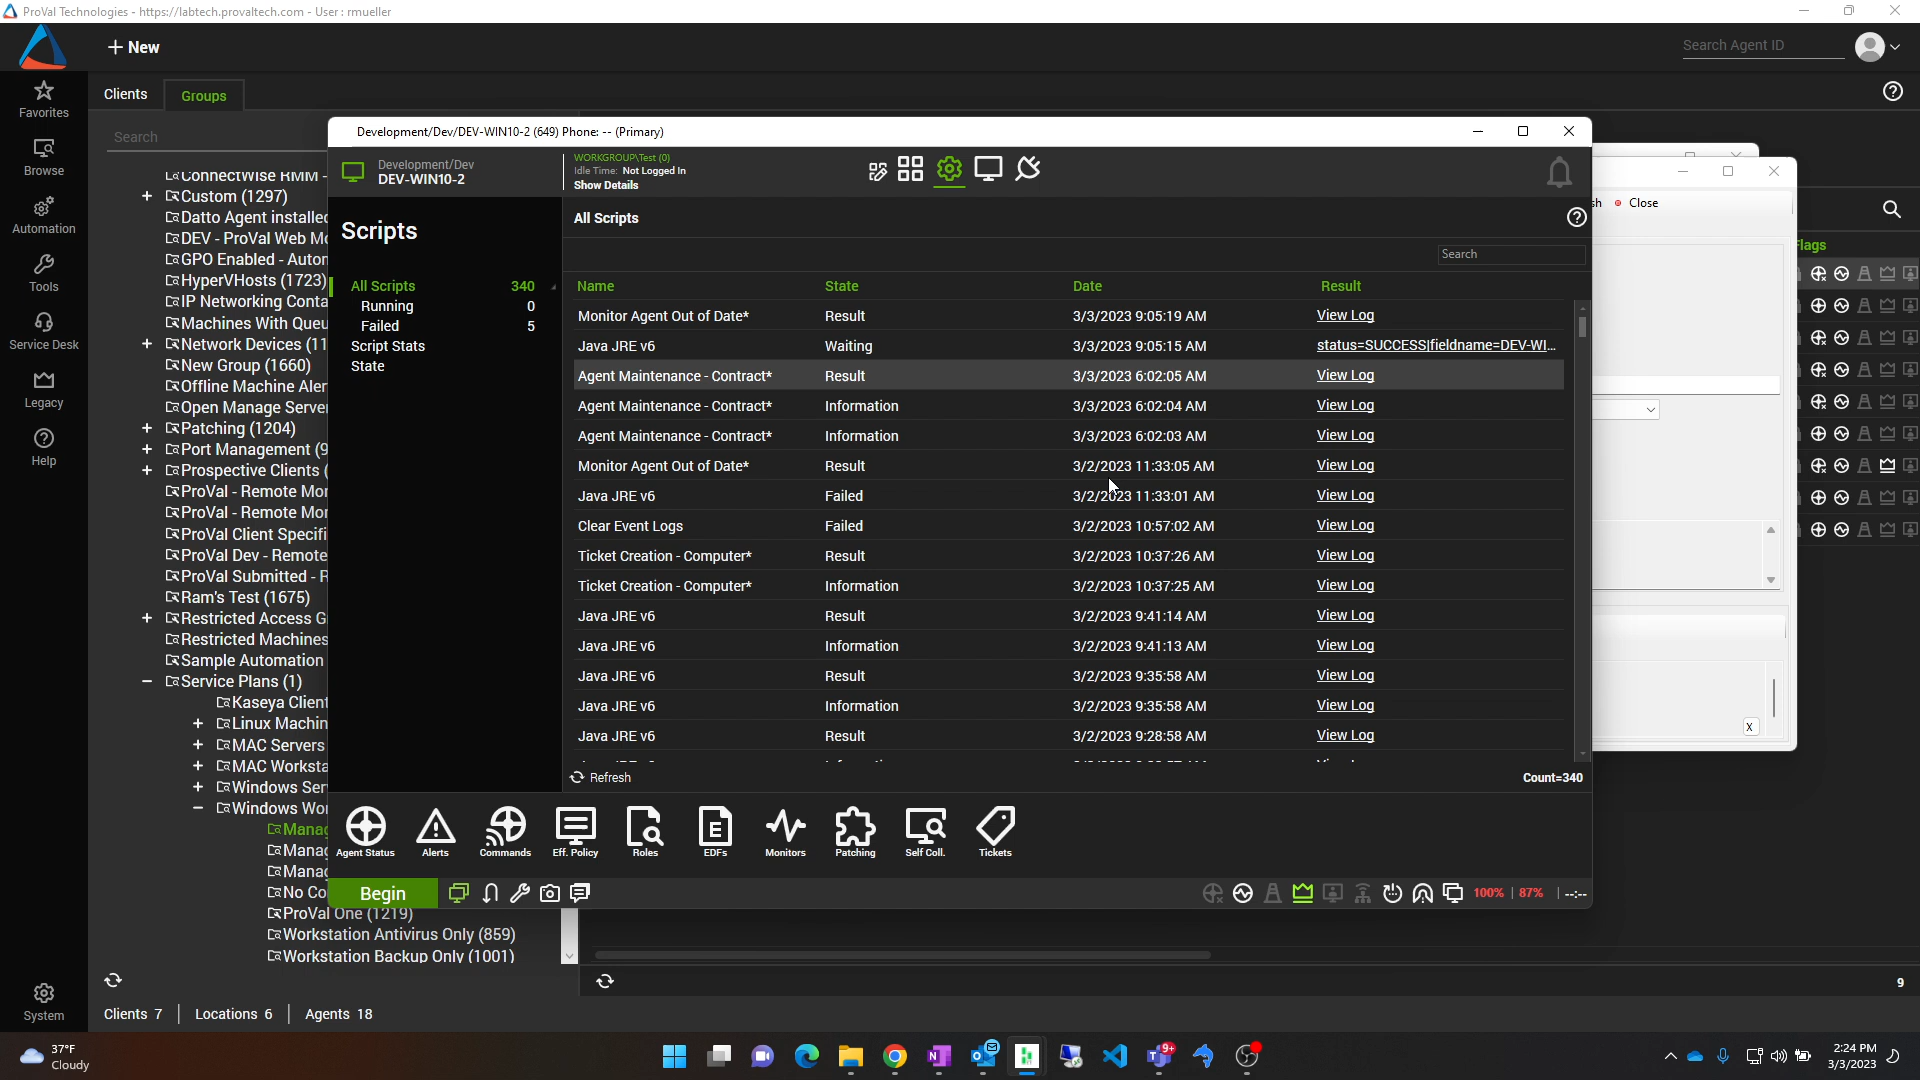 ProVal Technologies - https://labtech.provaltech.com - User : rmueller
+ New
Search Agent ID
Favorites
Browse
Automation
Tools
Service Desk
Legacy
Help
System
Clients
Groups
Search
ConnectWise RMM -
Custom (1297)
Datto Agent installed
DEV - ProVal Web Mo
GPO Enabled - Auton
HyperVHosts (1723)
IP Networking Conta
Machines With Queu
Network Devices (11
New Group (1660)
Offline Machine Aler
Open Manage Server
Patching (1204)
Port Management (9
Prospective Clients (
ProVal - Remote Mon
ProVal - Remote Mon
ProVal Client Specifi
ProVal Dev - Remote
ProVal Submitted - R
Ram's Test (1675)
Restricted Access G
Restricted Machines
Sample Automation
Service Plans (1)
Kaseya Client
Linux Machin
MAC Servers
MAC Worksta
Windows Ser
Windows Wo
Manag
Manag
Manag
No Co
ProVal One (1219)
Workstation Antivirus Only (859)
Workstation Backup Only (1001)
Clients 7
Locations 6
Agents 18
Development/Dev/DEV-WIN10-2 (649) Phone: -- (Primary)
Development/Dev
DEV-WIN10-2
WORKGROUP\Test (0)
Idle Time: Not Logged In
Show Details
Scripts
All Scripts 340
Running 0
Failed 5
Script Stats
State
All Scripts
Search
Name State Date Result
Monitor Agent Out of Date* Result 3/3/2023 9:05:19 AM View Log
Java JRE v6 Waiting 3/3/2023 9:05:15 AM status=SUCCESS|fieldname=DEV-WI...
Agent Maintenance - Contract* Result 3/3/2023 6:02:05 AM View Log
Agent Maintenance - Contract* Information 3/3/2023 6:02:04 AM View Log
Agent Maintenance - Contract* Information 3/3/2023 6:02:03 AM View Log
Monitor Agent Out of Date* Result 3/2/2023 11:33:05 AM View Log
Java JRE v6 Failed 3/2/2023 11:33:01 AM View Log
Clear Event Logs Failed 3/2/2023 10:57:02 AM View Log
Ticket Creation - Computer* Result 3/2/2023 10:37:26 AM View Log
Ticket Creation - Computer* Information 3/2/2023 10:37:25 AM View Log
Java JRE v6 Result 3/2/2023 9:41:14 AM View Log
Java JRE v6 Information 3/2/2023 9:41:13 AM View Log
Java JRE v6 Result 3/2/2023 9:35:58 AM View Log
Java JRE v6 Information 3/2/2023 9:35:58 AM View Log
Java JRE v6 Result 3/2/2023 9:28:58 AM View Log
Refresh
Count=340
Agent Status
Alerts
Commands
Eff. Policy
Roles
EDFs
Monitors
Patching
Self Coll.
Tickets
Begin
100% | 87% | --:--
sh
Close
Flags
X
9
37°F
Cloudy
9+
2:24 PM
3/3/2023